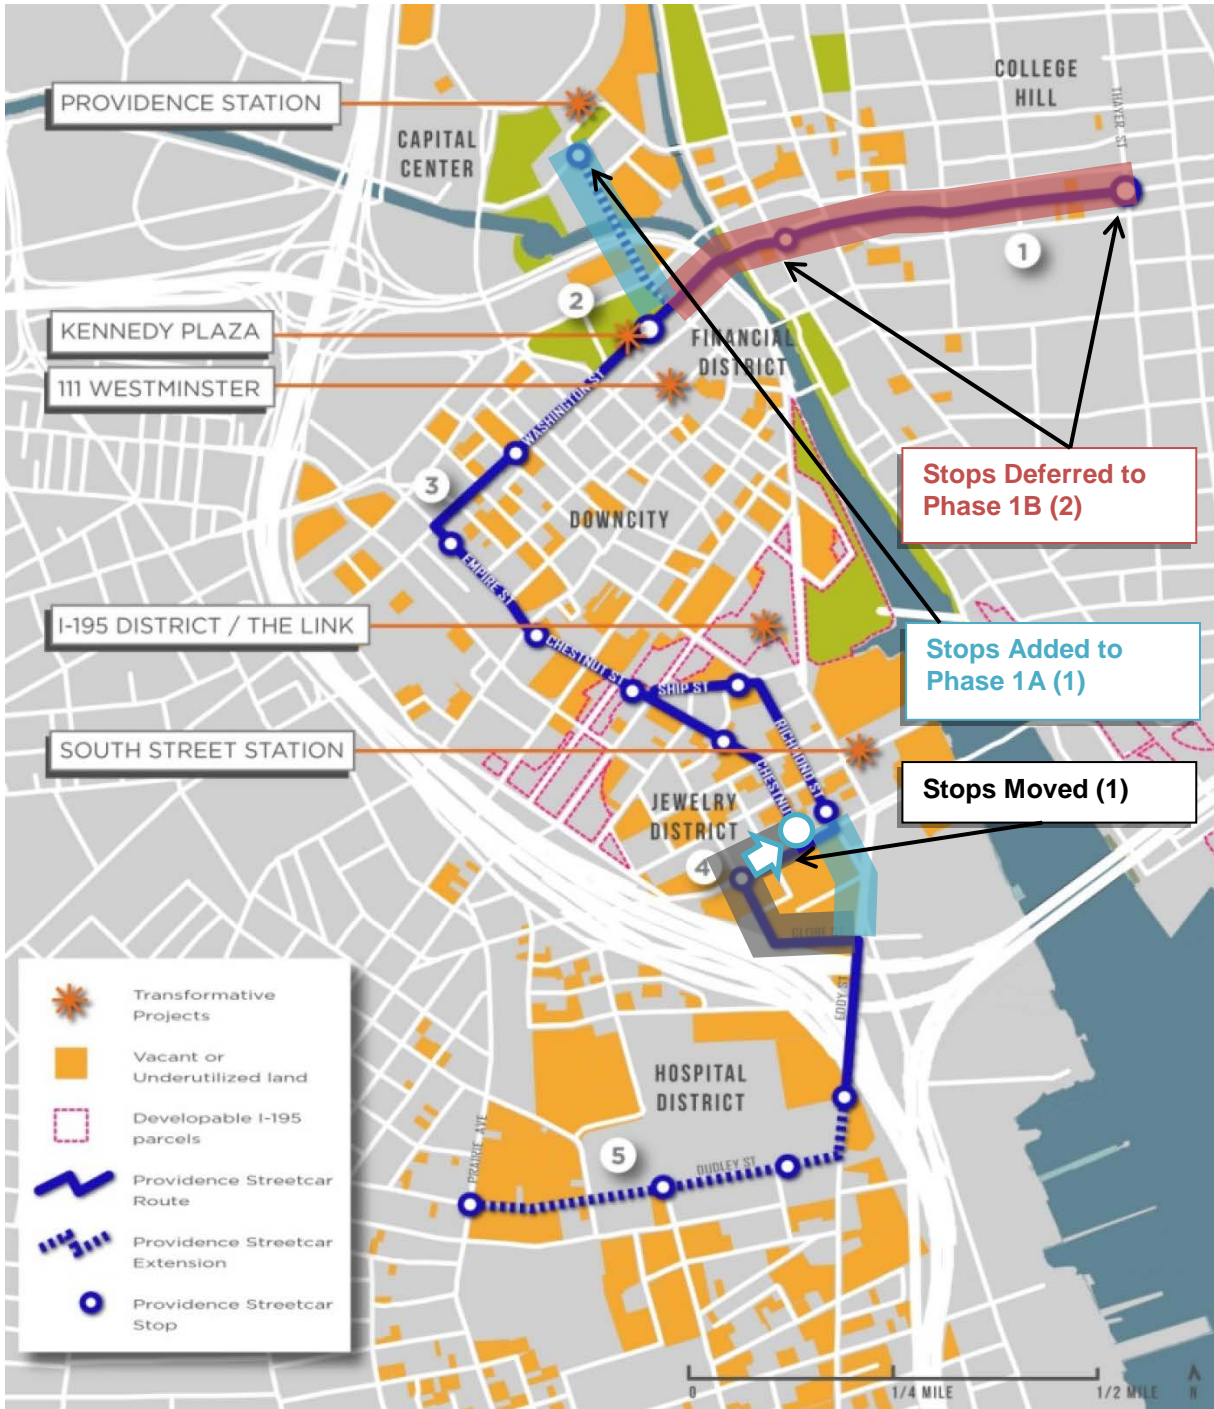 COLLEGE
HILL
THAYER ST
PROVIDENCE STATION
CAPITAL
CENTER
1
2
KENNEDY PLAZA
FINANCIAL
DISTRICT
111 WESTMINSTER
WASHINGTON ST
Stops Deferred to
Phase 1B (2)
3
DOWNCITY
EMPIRE ST
I-195 DISTRICT / THE LINK
CHESTNUT ST
Stops Added to
Phase 1A (1)
SHIP ST
RICHMOND ST
SOUTH STREET STATION
CHESTNUT
Stops Moved (1)
JEWELRY
DISTRICT
4
GLOBE
EDDY ST
Transformative
Projects
Vacant or
Underutilized land
Developable I-195
parcels
Providence Streetcar
Route
Providence Streetcar
Extension
Providence Streetcar
Stop
HOSPITAL
DISTRICT
PRAIRIE AVE
5
DUDLEY ST
0
1/4 MILE
1/2 MILE
N